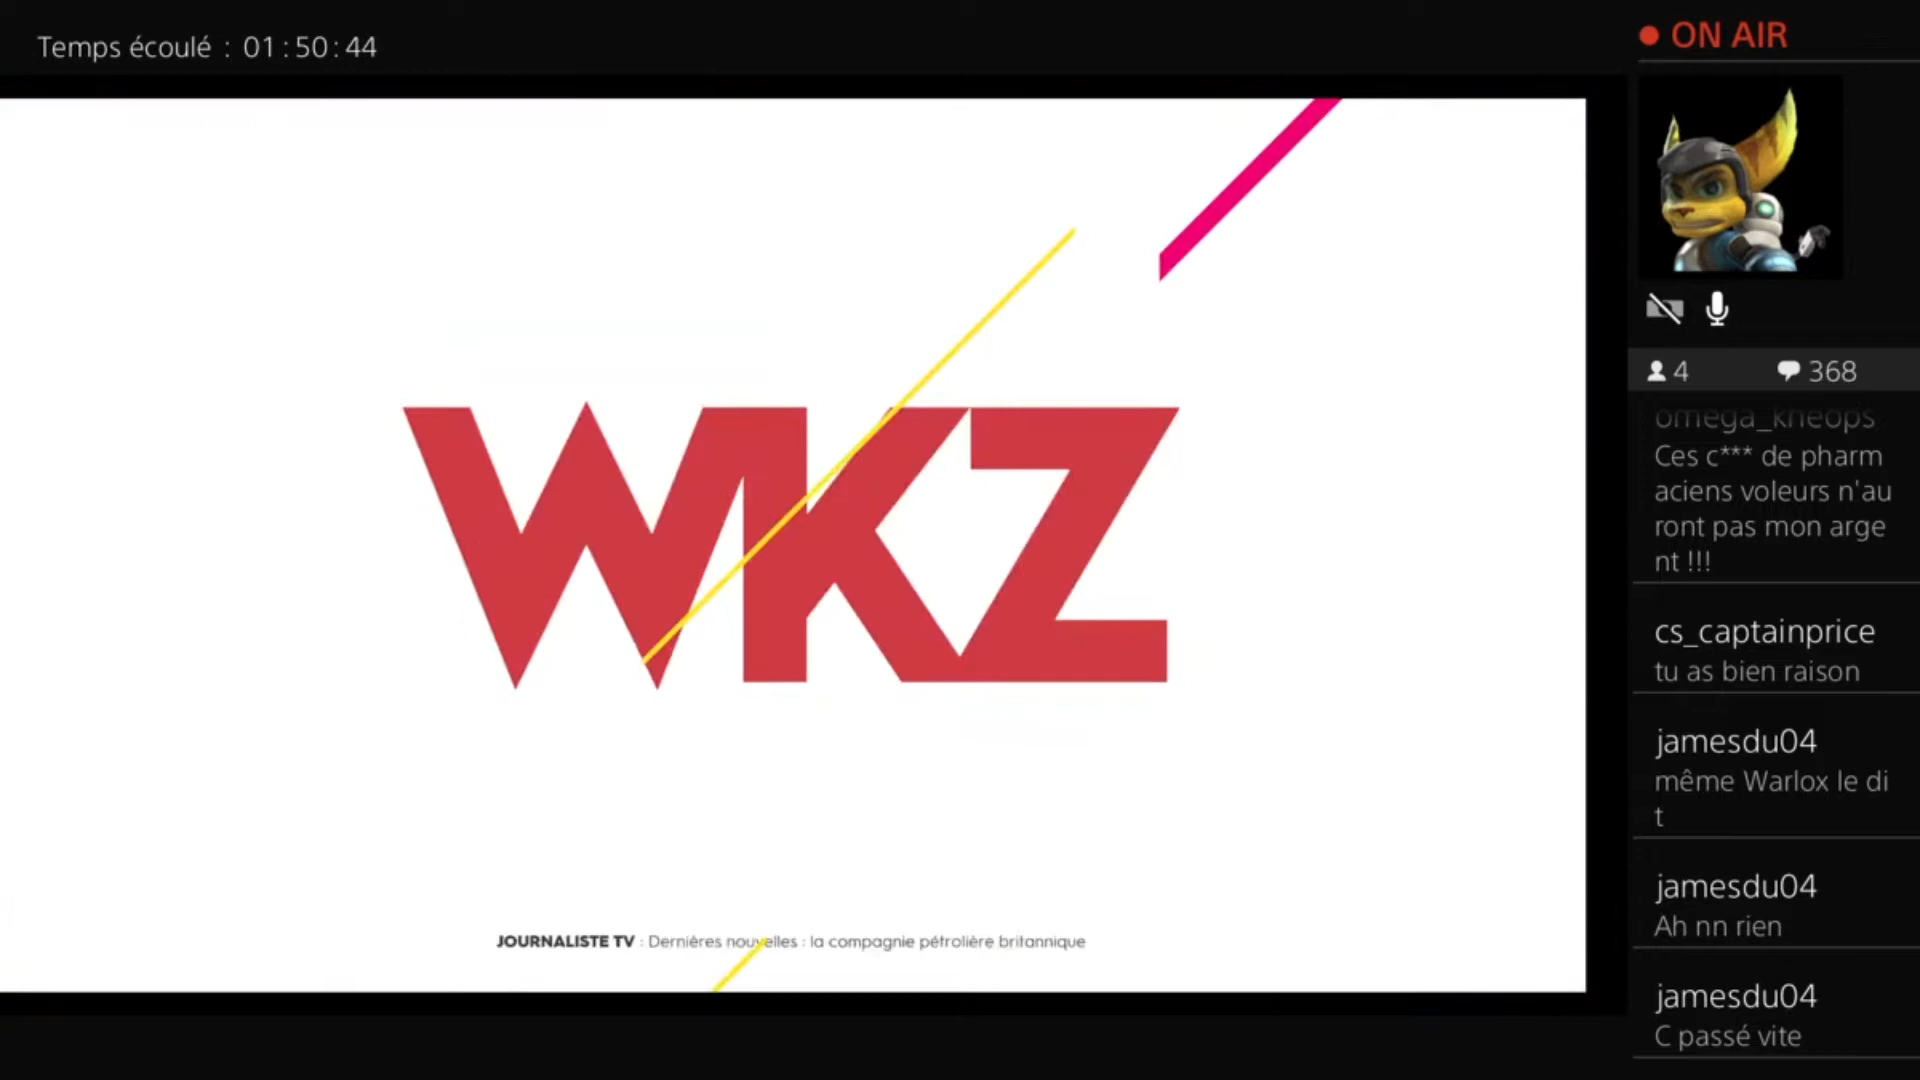 Temps écoulé : 01:50:44
ON AIR
WKZ
JOURNALISTE TV : Dernières nouvelles : la compagnie pétrolière britannique
4 368
omega_kheops
Ces c*** de pharm
aciens voleurs n'au
ront pas mon arge
nt !!!
cs_captainprice
tu as bien raison
jamesdu04
même Warlox le di
t
jamesdu04
Ah nn rien
jamesdu04
C passé vite